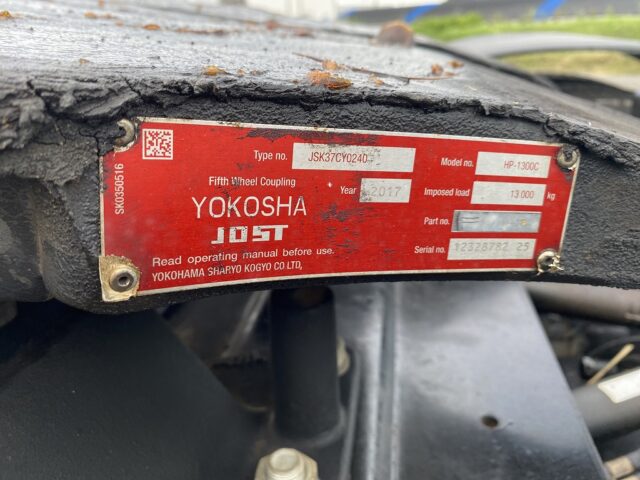 SK0350516
Type no. JSK37CY0240
Model no. HP-1300C
Fifth Wheel Coupling
Year 2017
Imposed load 13 000 kg
YOKOSHA
Part no.
JOST
Serial no. 12328792 25
Read operating manual before use.
YOKOHAMA SHARYO KOGYO CO LTD,